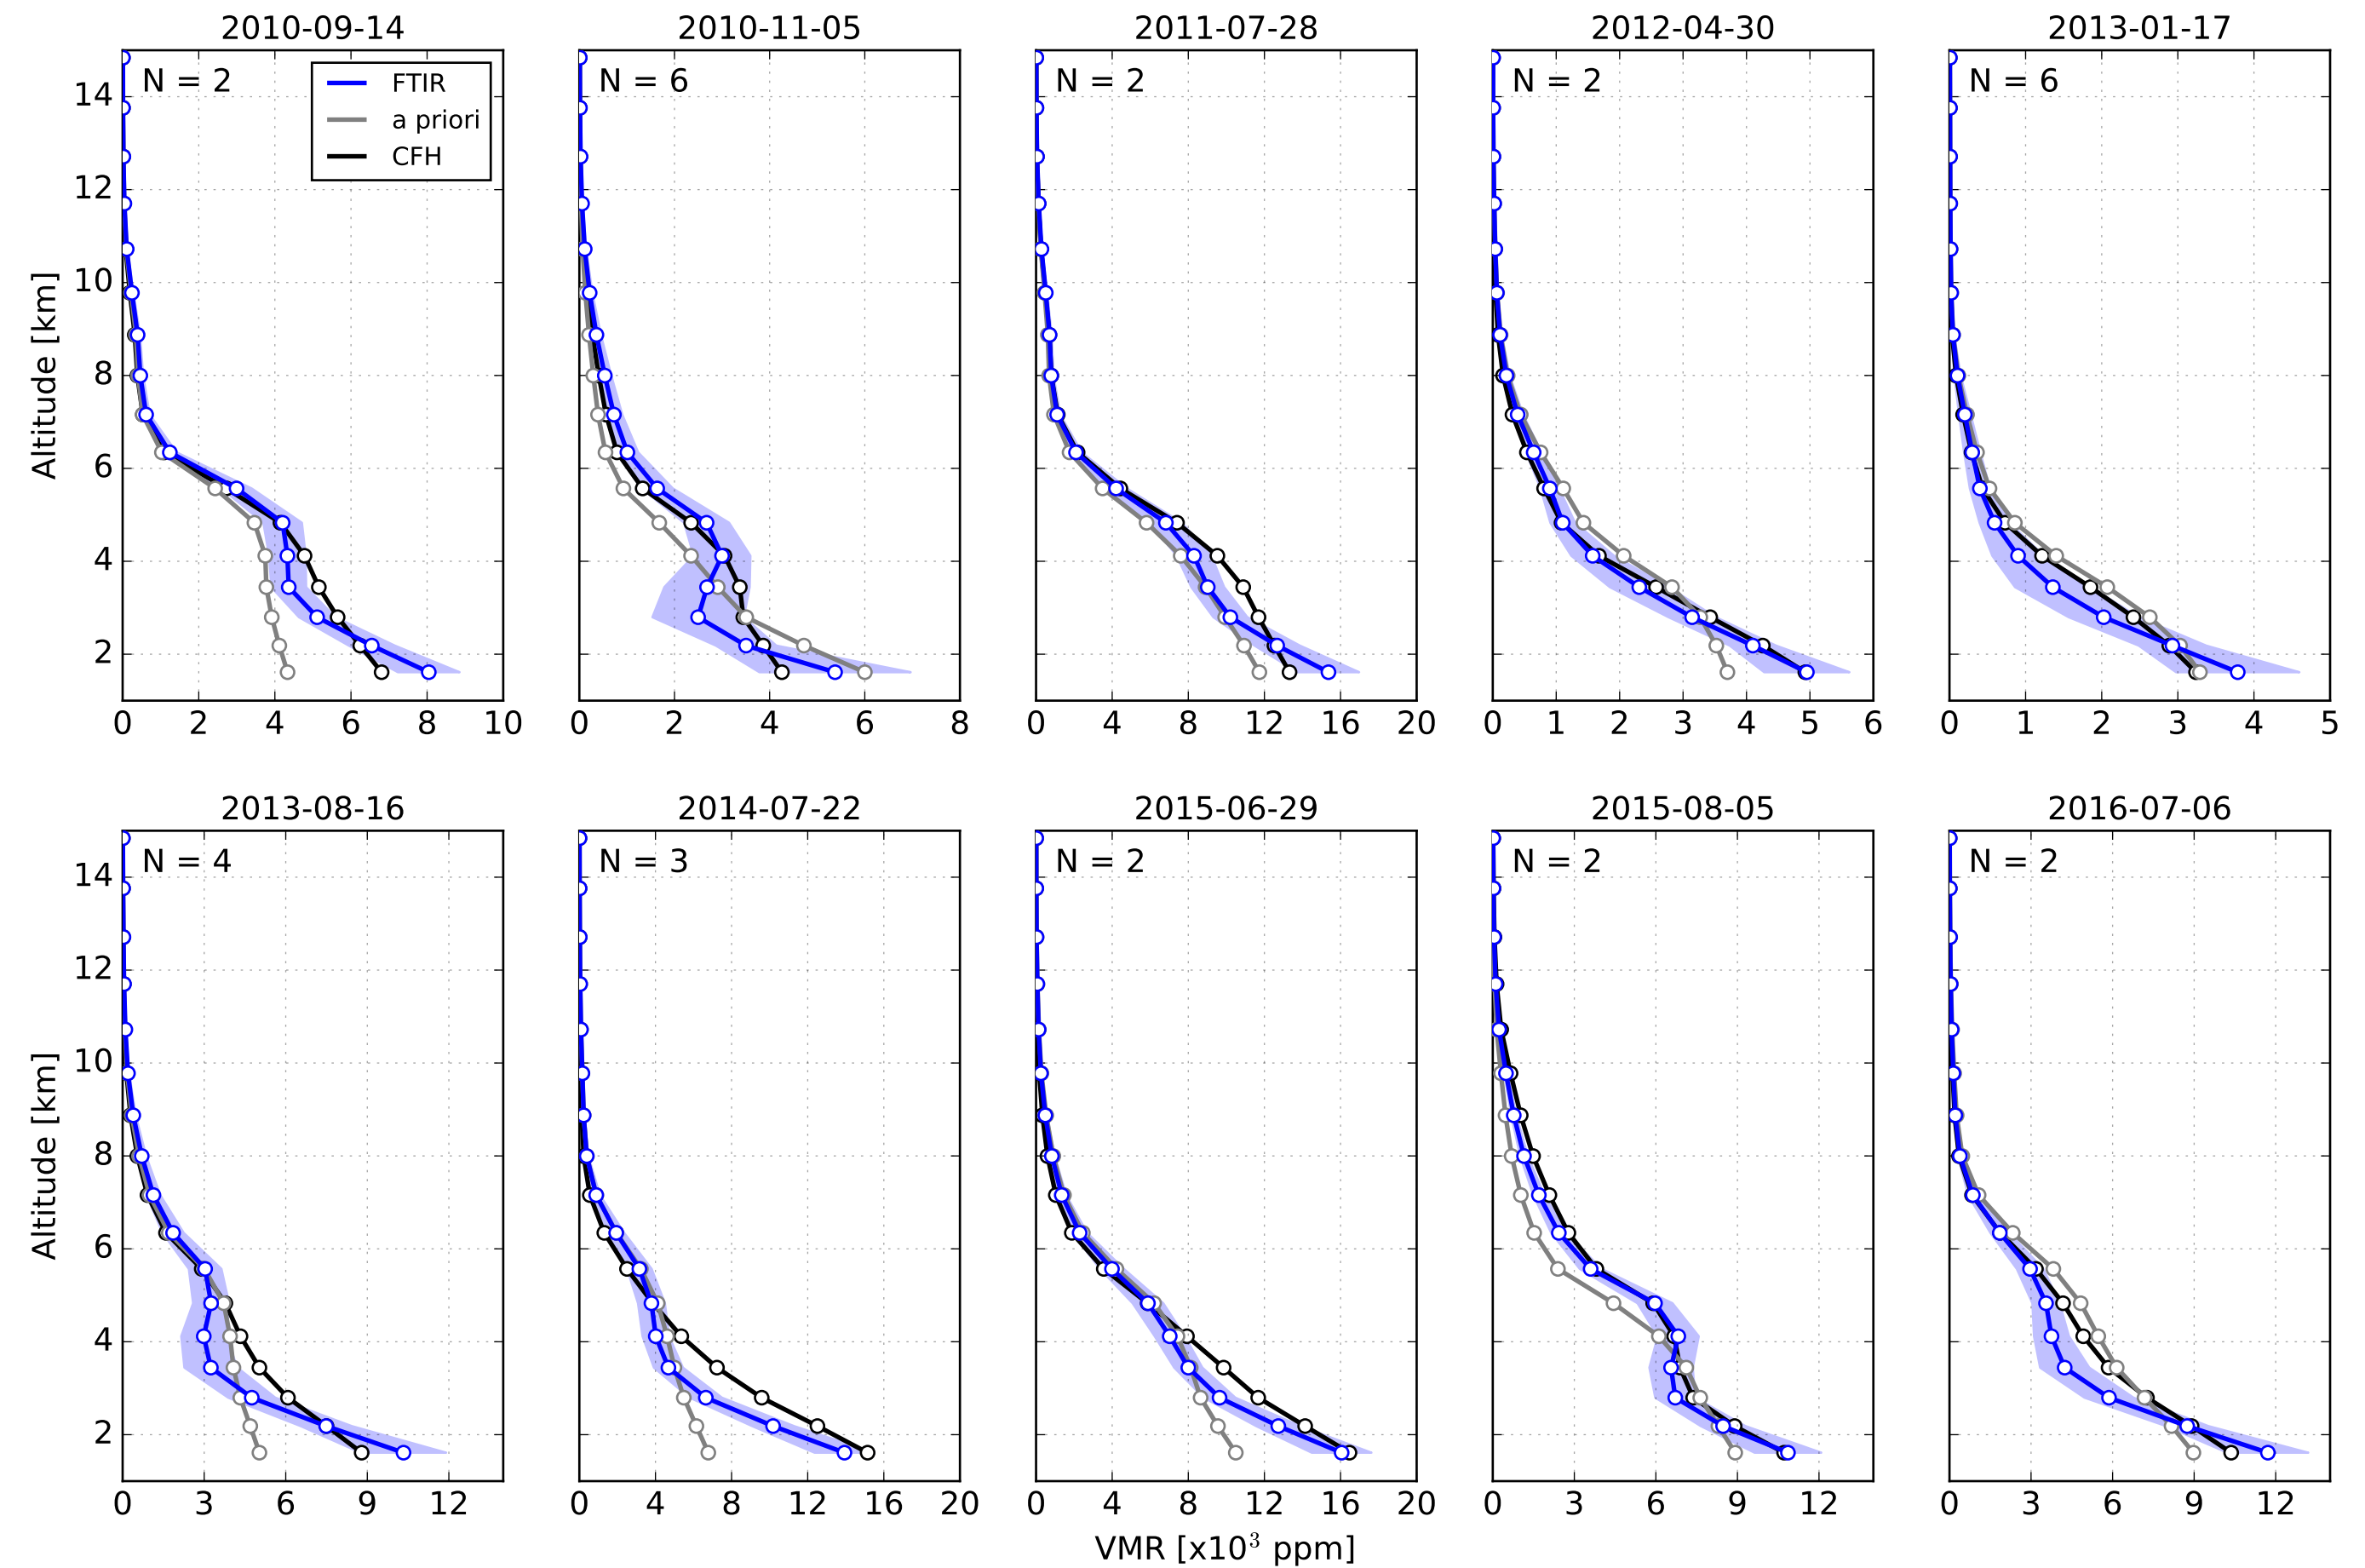 2010-09-14 2010-11-05 2011-07-28 2012-04-30 2013-01-17
N = 2 N = 6 N = 2 N = 2 N = 6
FTIR
a priori
CFH
14
12
10
8
6
4
2
Altitude [km]
0 2 4 6 8 10 0 2 4 6 8 0 4 8 12 16 20 0 1 2 3 4 5 6 0 1 2 3 4 5
2013-08-16 2014-07-22 2015-06-29 2015-08-05 2016-07-06
N = 4 N = 3 N = 2 N = 2 N = 2
14
12
10
8
6
4
2
Altitude [km]
0 3 6 9 12 0 4 8 12 16 20 0 4 8 12 16 20 0 3 6 9 12 0 3 6 9 12
VMR [x10³ ppm]